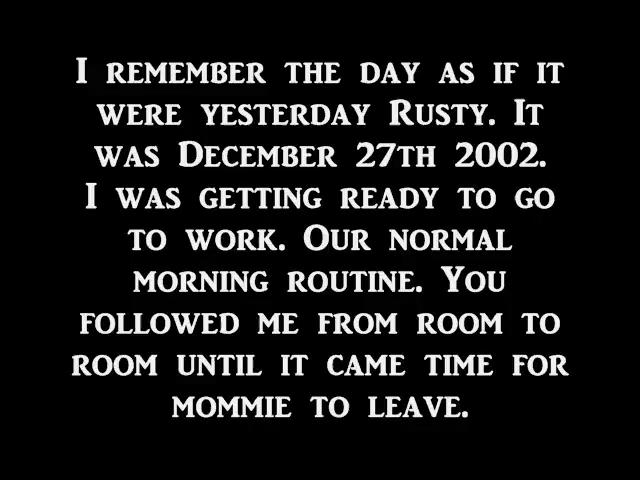 I REMEMBER THE DAY AS IF IT
WERE YESTERDAY RUSTY. IT
WAS DECEMBER 27TH 2002.
I WAS GETTING READY TO GO
TO WORK. OUR NORMAL
MORNING ROUTINE. YOU
FOLLOWED ME FROM ROOM TO
ROOM UNTIL IT CAME TIME FOR
MOMMIE TO LEAVE.